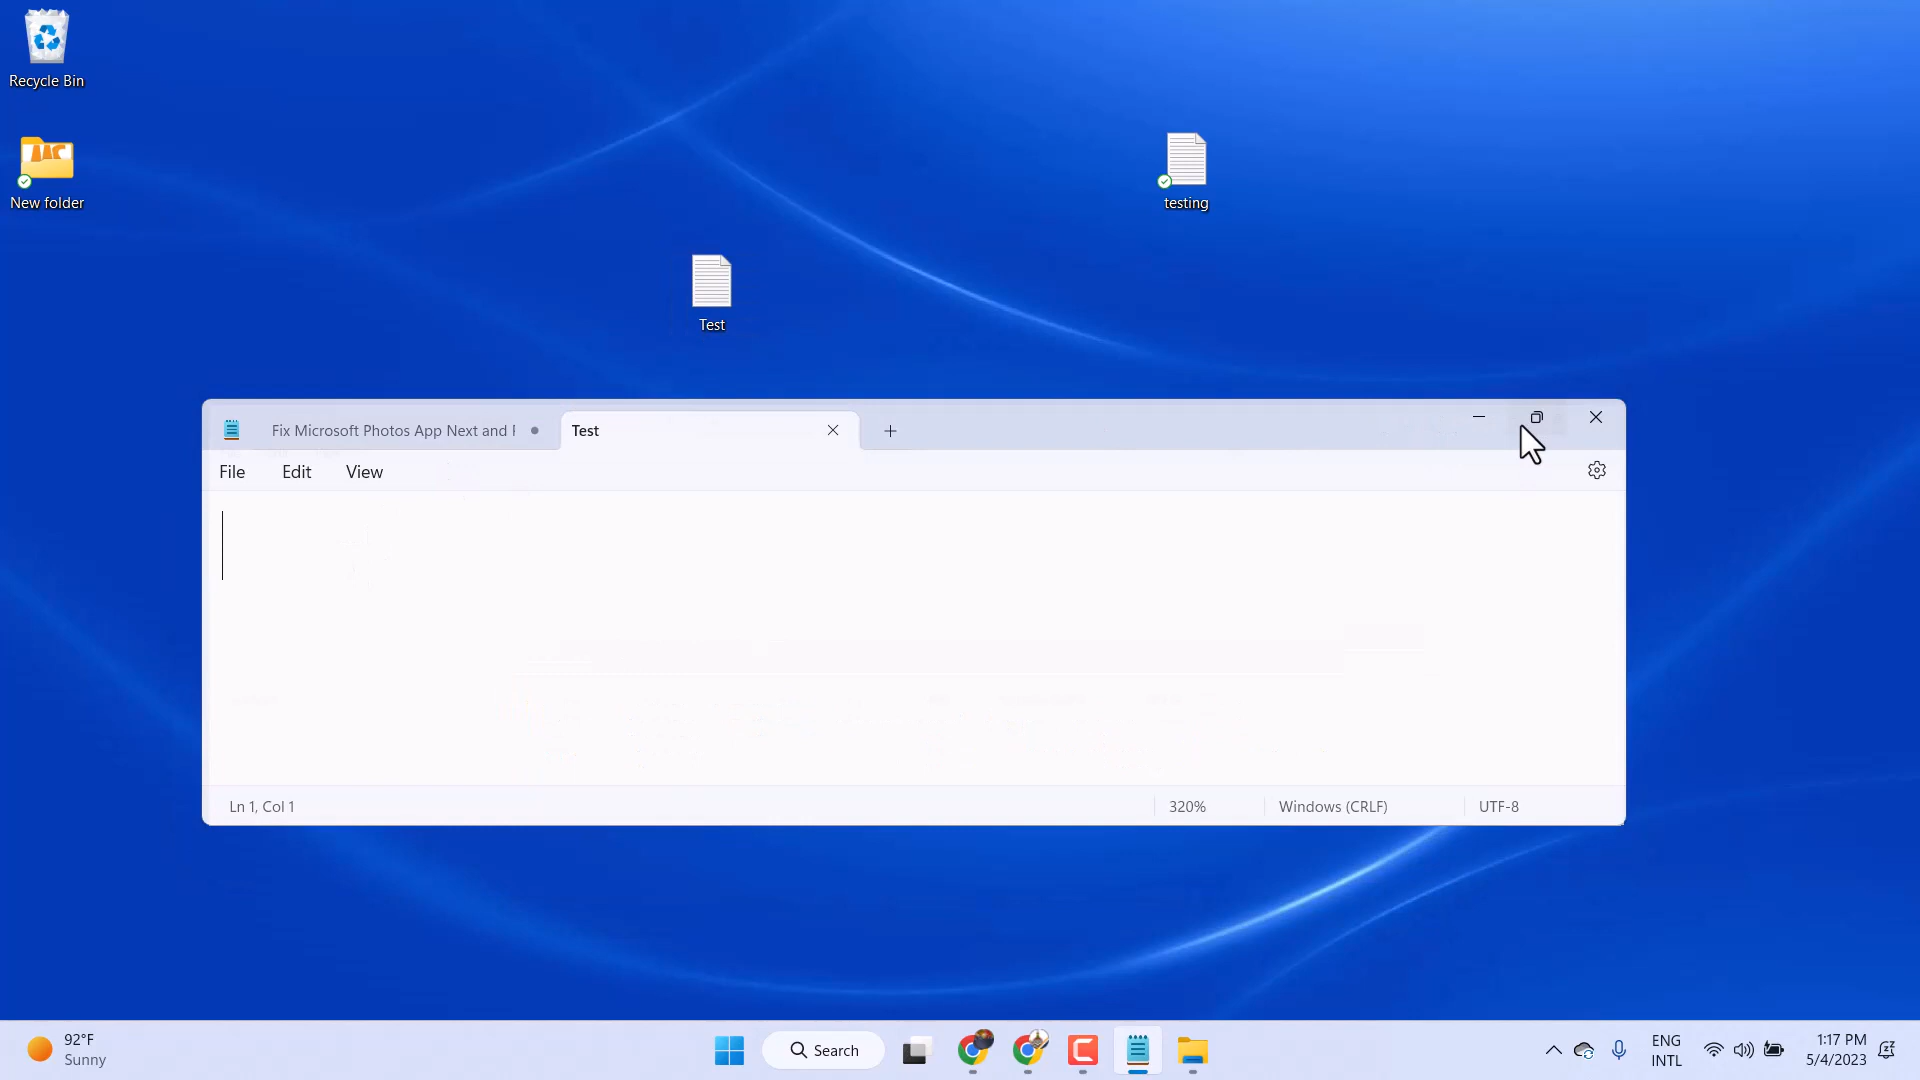 Recycle Bin
New folder
testing
Test
Fix Microsoft Photos App Next and
Test
File Edit View
Ln 1, Col 1 320% Windows (CRLF) UTF-8
92°F
Sunny
Search
ENG
INTL
1:17 PM
5/4/2023